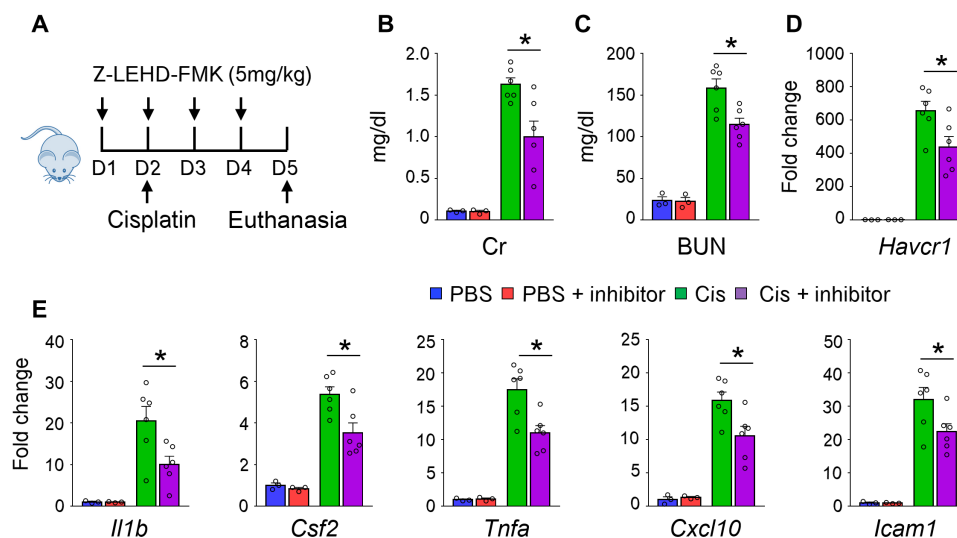 A
Z-LEHD-FMK (5mg/kg)
D1 D2 D3 D4 D5
Cisplatin Euthanasia
B
mg/dl
2.0
1.5
1.0
0.5
0
*
Cr
C
mg/dl
200
150
100
50
0
*
BUN
D
Fold change
1000
800
600
400
200
0
*
Havcr1
PBS PBS + inhibitor Cis Cis + inhibitor
E
Fold change
40
30
20
10
0
*
Il1b
8
6
4
2
0
*
Csf2
25
20
15
10
5
0
*
Tnfa
25
20
15
10
5
0
*
Cxcl10
50
40
30
20
10
0
*
Icam1